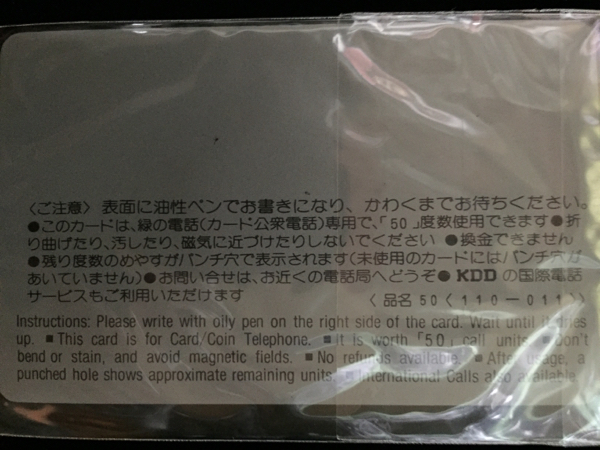 〈ご注意〉 表面に油性ペンでお書きになり、かわくまでお待ちください。
●このカードは、緑の電話(カード公衆電話)専用で、「50」度数使用できます●折
り曲げたり、汚したり、磁気に近づけたりしないでください ●換金できません
●残り度数のめやすがパンチ穴で表示されます(未使用のカードにはパンチ穴が
あいていません)●お問い合せは、お近くの電話局へどうぞ● KDD の国際電話
サービスもご利用いただけます
〈品名50〈110-011〉〉
Instructions: Please write with oily pen on the right side of the card. Wait until it dries
up. ■ This card is for Card/Coin Telephone. ■ it is worth「50」call units. ■ Don't
bend or stain, and avoid magnetic fields. ■ No refund is available. ■ After usage, a
punched hole shows approximate remaining units. ■ International Calls also available.